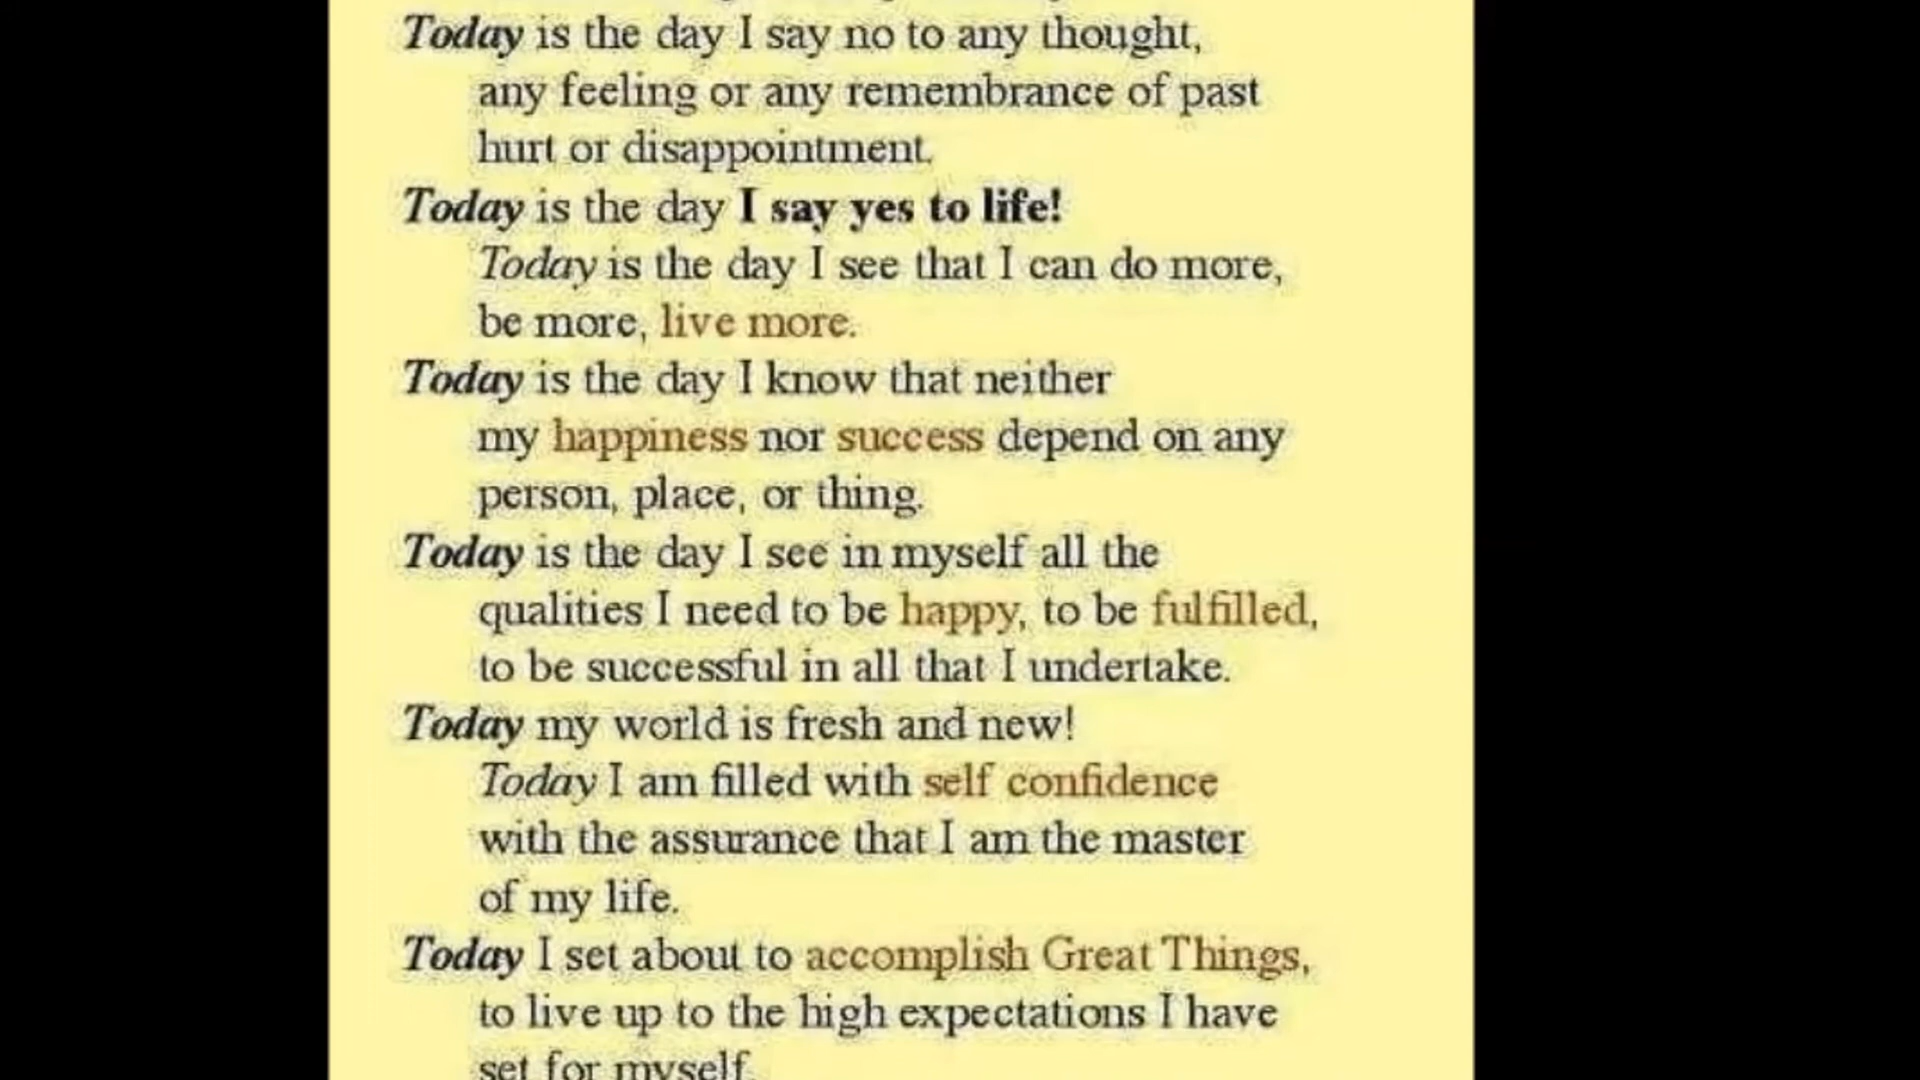 Today is the day I say no to any thought,
any feeling or any remembrance of past
hurt or disappointment.
Today is the day I say yes to life!
Today is the day I see that I can do more,
be more, live more.
Today is the day I know that neither
my happiness nor success depend on any
person, place, or thing.
Today is the day I see in myself all the
qualities I need to be happy, to be fulfilled,
to be successful in all that I undertake.
Today my world is fresh and new!
Today I am filled with self confidence
with the assurance that I am the master
of my life.
Today I set about to accomplish Great Things,
to live up to the high expectations I have
set for myself.